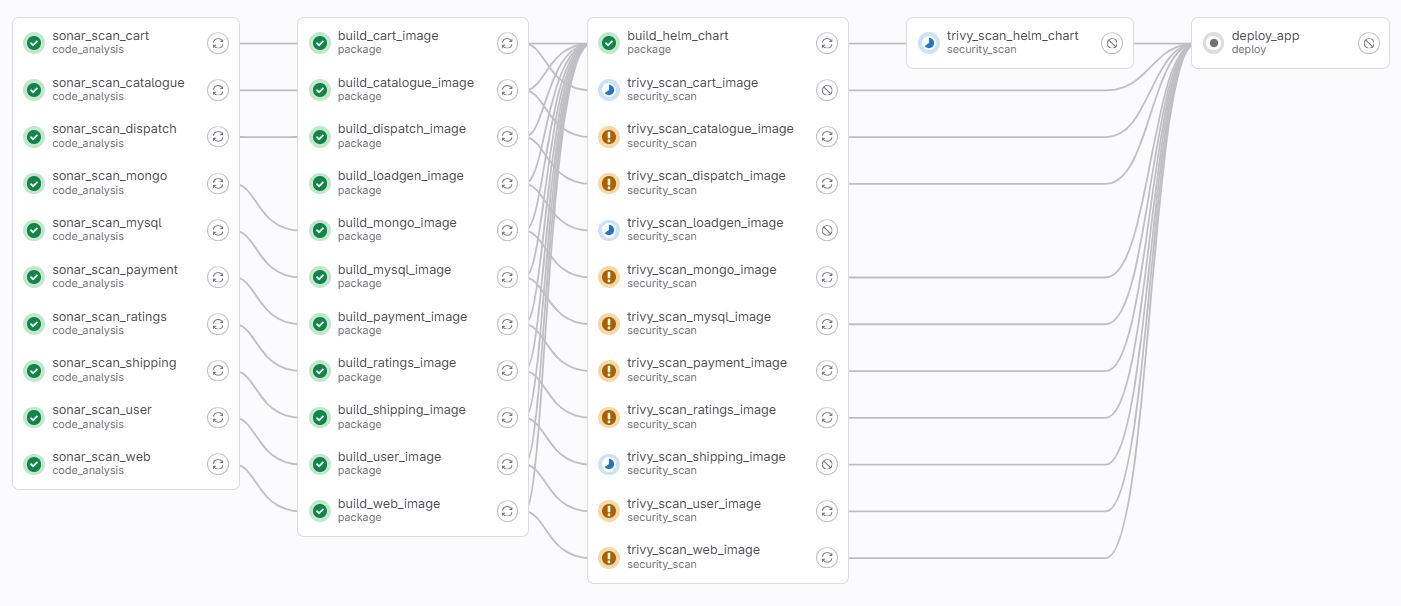 sonar_scan_cart
code_analysis
sonar_scan_catalogue
code_analysis
sonar_scan_dispatch
code_analysis
sonar_scan_mongo
code_analysis
sonar_scan_mysql
code_analysis
sonar_scan_payment
code_analysis
sonar_scan_ratings
code_analysis
sonar_scan_shipping
code_analysis
sonar_scan_user
code_analysis
sonar_scan_web
code_analysis
build_cart_image
package
build_catalogue_image
package
build_dispatch_image
package
build_loadgen_image
package
build_mongo_image
package
build_mysql_image
package
build_payment_image
package
build_ratings_image
package
build_shipping_image
package
build_user_image
package
build_web_image
package
build_helm_chart
package
trivy_scan_cart_image
security_scan
trivy_scan_catalogue_image
security_scan
trivy_scan_dispatch_image
security_scan
trivy_scan_loadgen_image
security_scan
trivy_scan_mongo_image
security_scan
trivy_scan_mysql_image
security_scan
trivy_scan_payment_image
security_scan
trivy_scan_ratings_image
security_scan
trivy_scan_shipping_image
security_scan
trivy_scan_user_image
security_scan
trivy_scan_web_image
security_scan
trivy_scan_helm_chart
security_scan
deploy_app
deploy